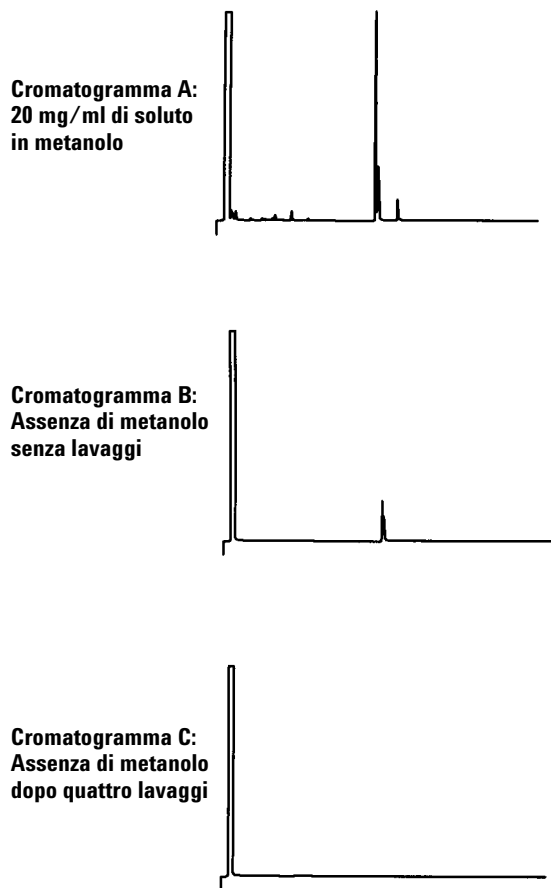 Cromatogramma A:
20 mg/ml di soluto
in metanolo
Cromatogramma B:
Assenza di metanolo
senza lavaggi
Cromatogramma C:
Assenza di metanolo
dopo quattro lavaggi